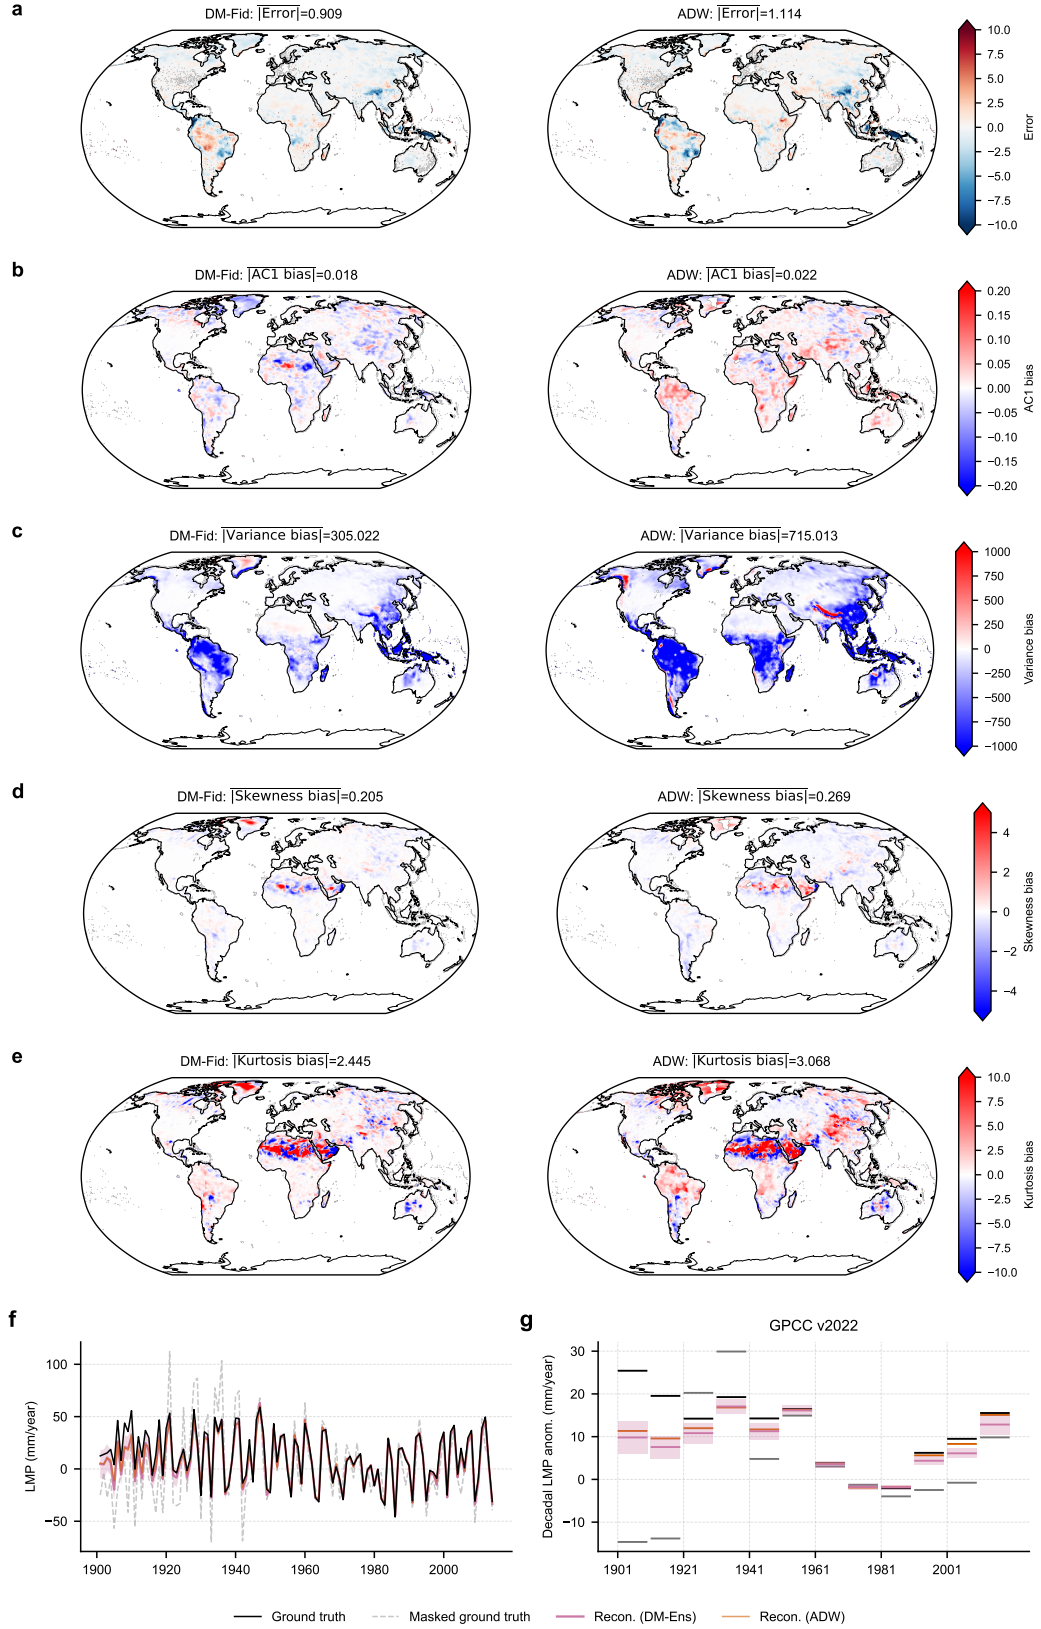 a
DM-Fid: |Error|=0.909
ADW: |Error|=1.114
10.0
7.5
5.0
2.5
0.0
−2.5
−5.0
−7.5
−10.0
Error
b
DM-Fid: |AC1 bias|=0.018
ADW: |AC1 bias|=0.022
0.20
0.15
0.10
0.05
0.00
−0.05
−0.10
−0.15
−0.20
AC1 bias
c
DM-Fid: |Variance bias|=305.022
ADW: |Variance bias|=715.013
1000
750
500
250
0
−250
−500
−750
−1000
Variance bias
d
DM-Fid: |Skewness bias|=0.205
ADW: |Skewness bias|=0.269
4
2
0
−2
−4
Skewness bias
e
DM-Fid: |Kurtosis bias|=2.445
ADW: |Kurtosis bias|=3.068
10.0
7.5
5.0
2.5
0.0
−2.5
−5.0
−7.5
−10.0
Kurtosis bias
f
LMP (mm/year)
100
50
0
−50
1900
1920
1940
1960
1980
2000
g
GPCC v2022
Decadal LMP anom. (mm/year)
30
20
10
0
−10
1901
1921
1941
1961
1981
2001
Ground truth
Masked ground truth
Recon. (DM-Ens)
Recon. (ADW)